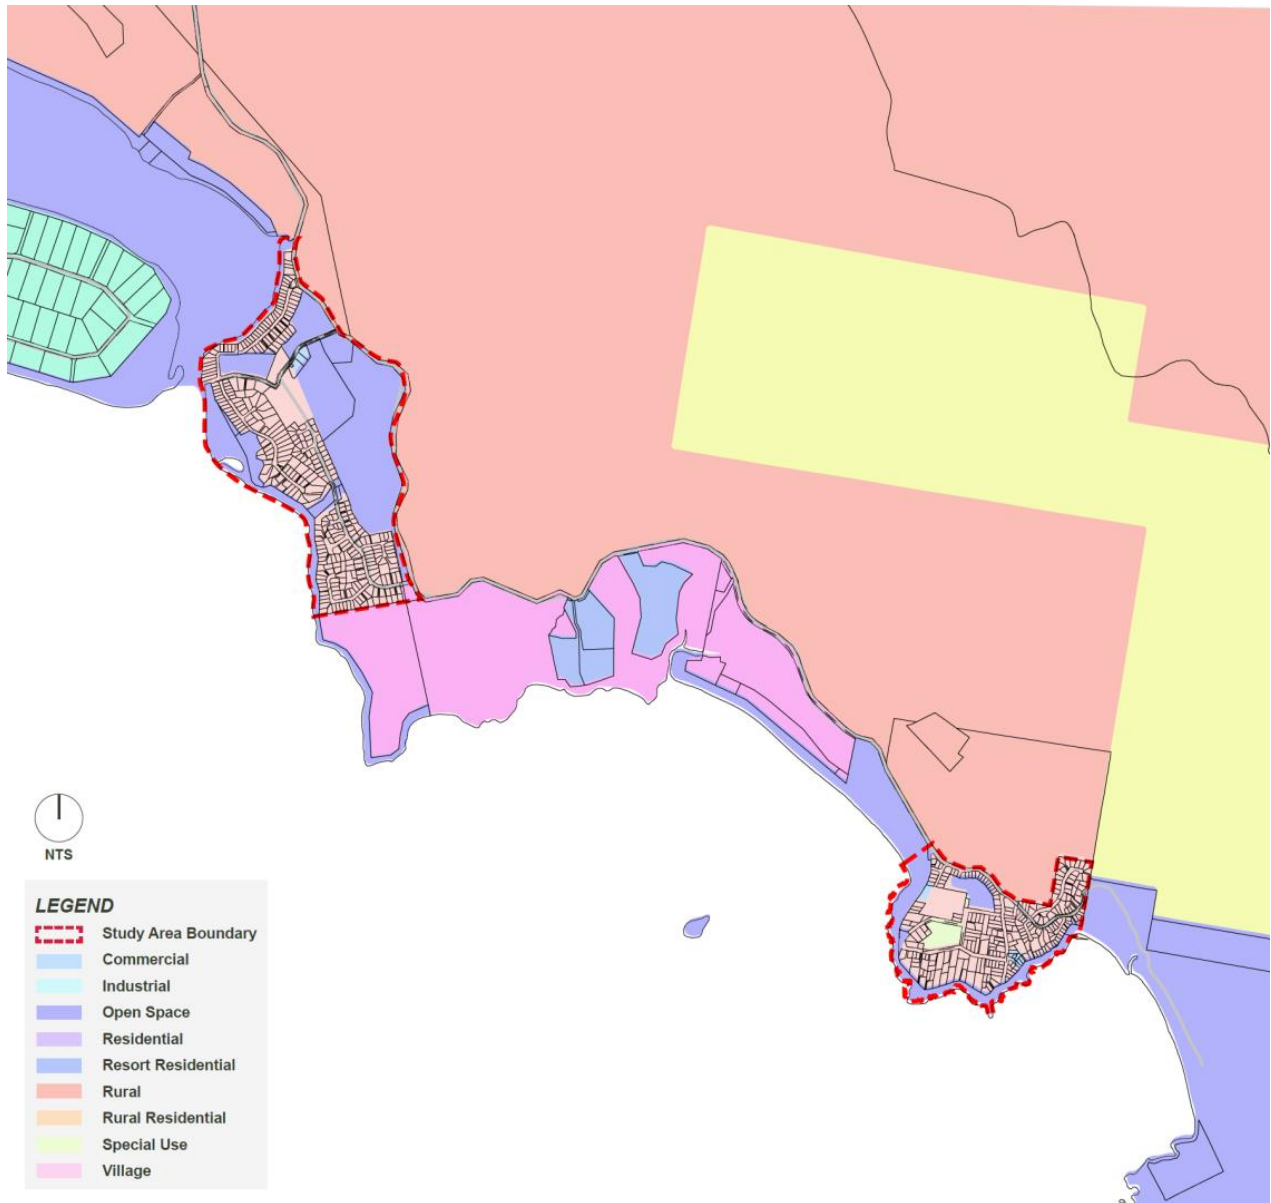 NTS
LEGEND
Study Area Boundary
Commercial
Industrial
Open Space
Residential
Resort Residential
Rural
Rural Residential
Special Use
Village